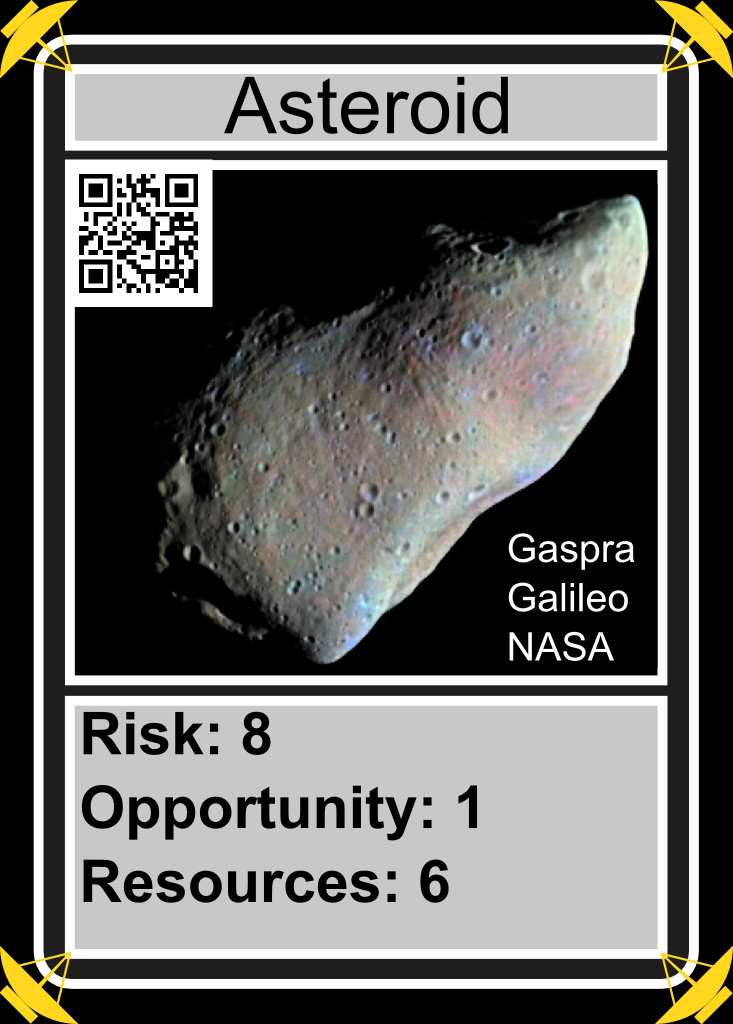 Asteroid
Gaspra
Galileo
NASA
Risk: 8
Opportunity: 1
Resources: 6